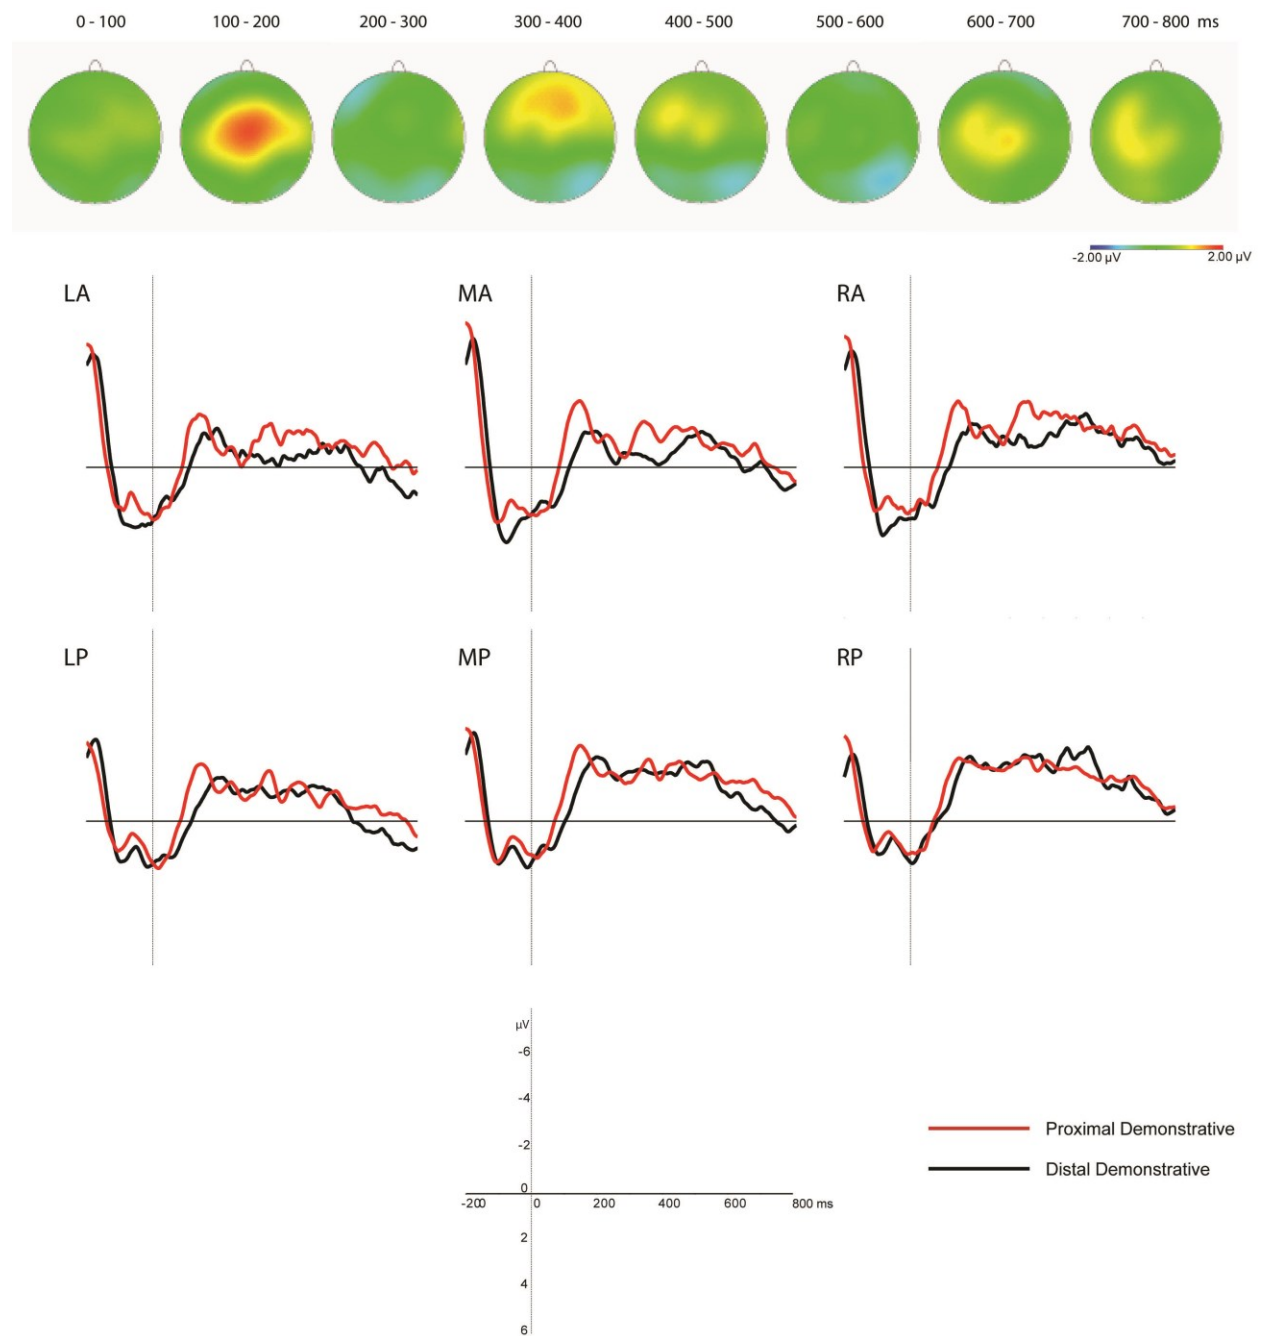 0 - 100 100 - 200 200 - 300 300 - 400 400 - 500 500 - 600 600 - 700 700 - 800 ms
-2.00 µV 2.00 µV
LA MA RA
LP MP RP
µV
-6
-4
-2
0
-200 0 200 400 600 800 ms
2
4
6
Proximal Demonstrative
Distal Demonstrative